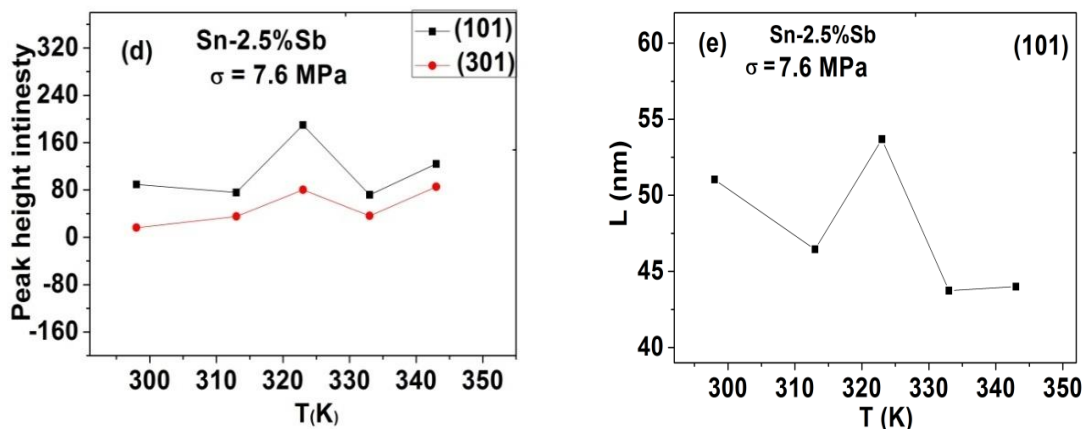 (d)
Sn-2.5%Sb
σ = 7.6 MPa
(101)
(301)
Peak height intinesty
320
240
160
80
0
-80
-160
300 310 320 330 340 350
T(K)
(e)
Sn-2.5%Sb
σ = 7.6 MPa
(101)
L (nm)
60
55
50
45
40
300 310 320 330 340 350
T (K)